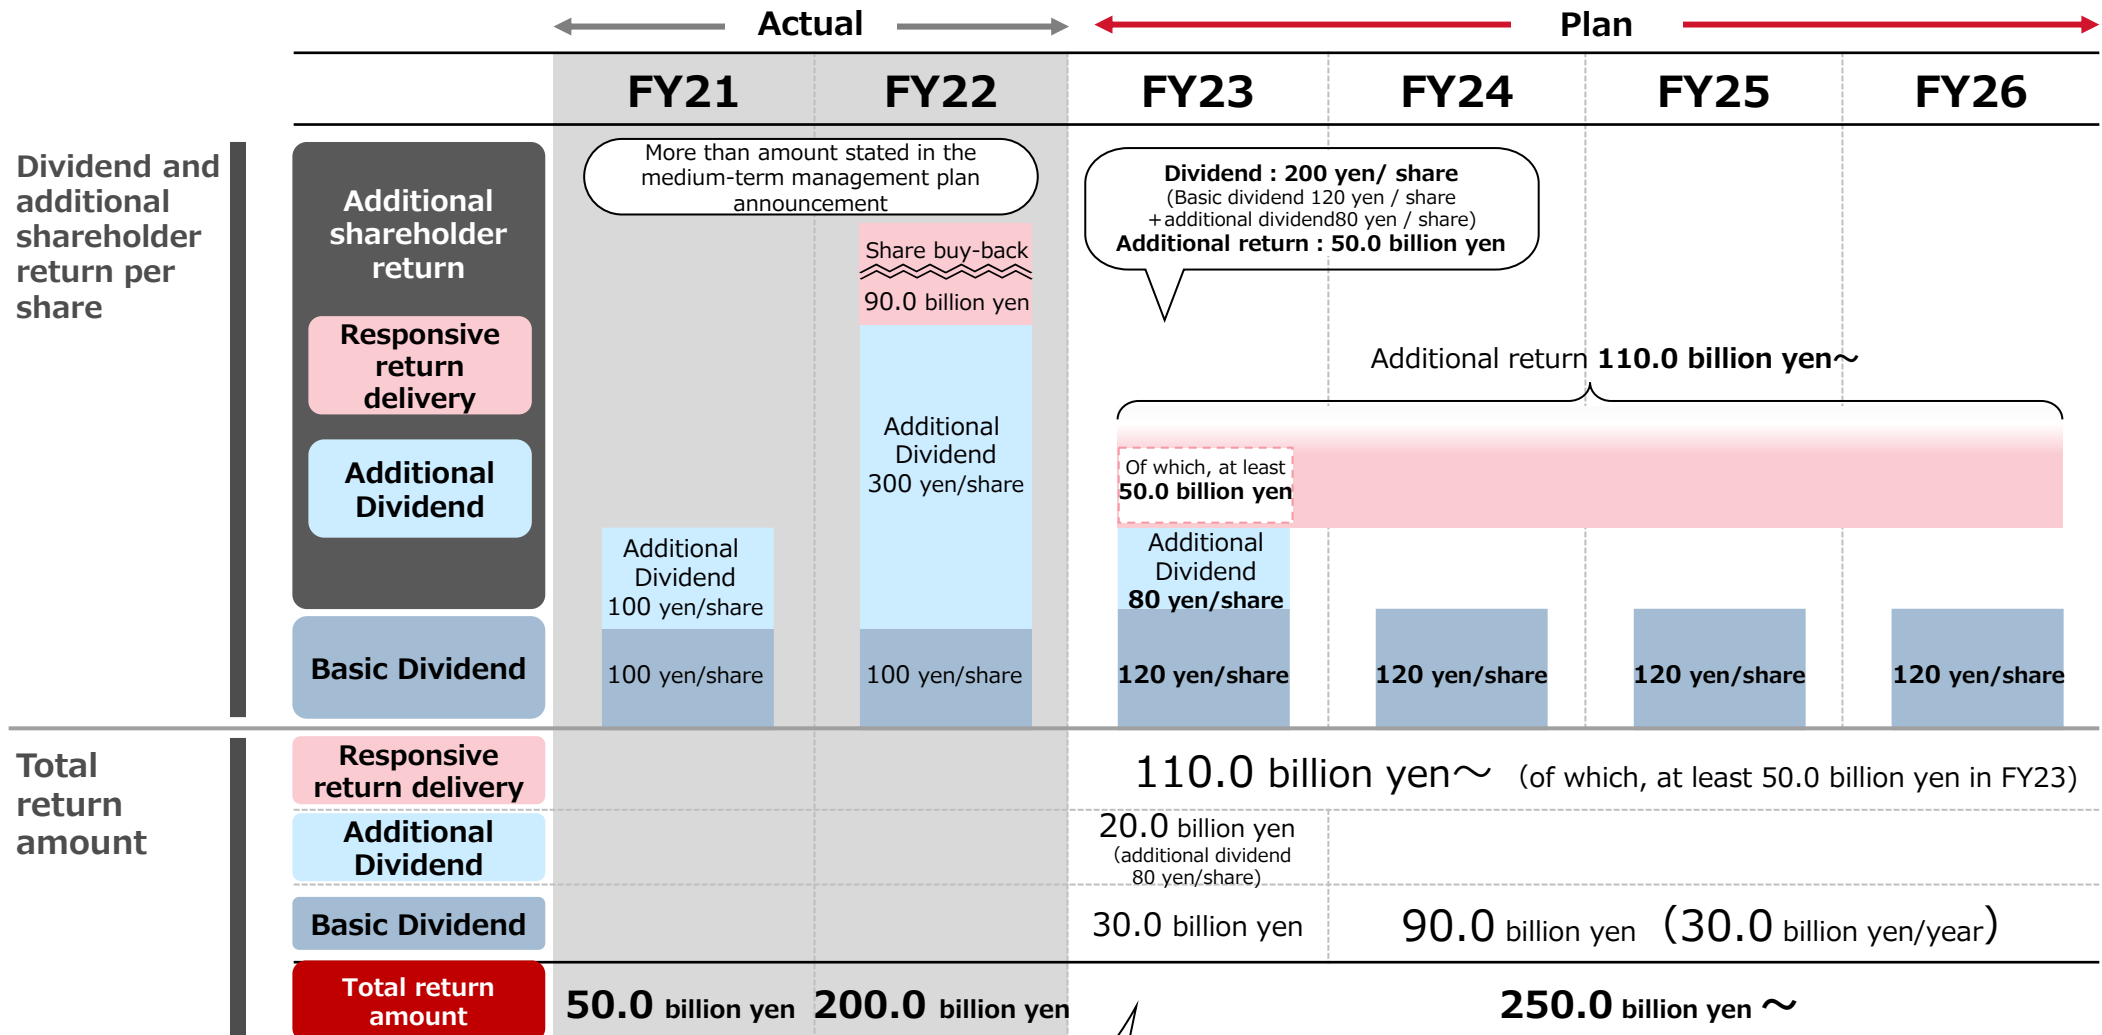 Actual
Plan
FY21
FY22
FY23
FY24
FY25
FY26
Dividend and
additional
shareholder
return per
share
Additional
shareholder
return
Responsive
return
delivery
Additional
Dividend
Basic Dividend
More than amount stated in the
medium-term management plan
announcement
Additional
Dividend
100 yen/share
100 yen/share
Share buy-back
90.0 billion yen
Additional
Dividend
300 yen/share
100 yen/share
Dividend : 200 yen/ share
(Basic dividend 120 yen / share
+additional dividend80 yen / share)
Additional return : 50.0 billion yen
Additional return 110.0 billion yen～
Of which, at least
50.0 billion yen
Additional
Dividend
80 yen/share
120 yen/share
120 yen/share
120 yen/share
120 yen/share
Total
return
amount
Responsive
return delivery
110.0 billion yen～ (of which, at least 50.0 billion yen in FY23)
Additional
Dividend
20.0 billion yen
(additional dividend
80 yen/share)
Basic Dividend
30.0 billion yen
90.0 billion yen (30.0 billion yen/year)
Total return
amount
50.0 billion yen
200.0 billion yen
250.0 billion yen ～